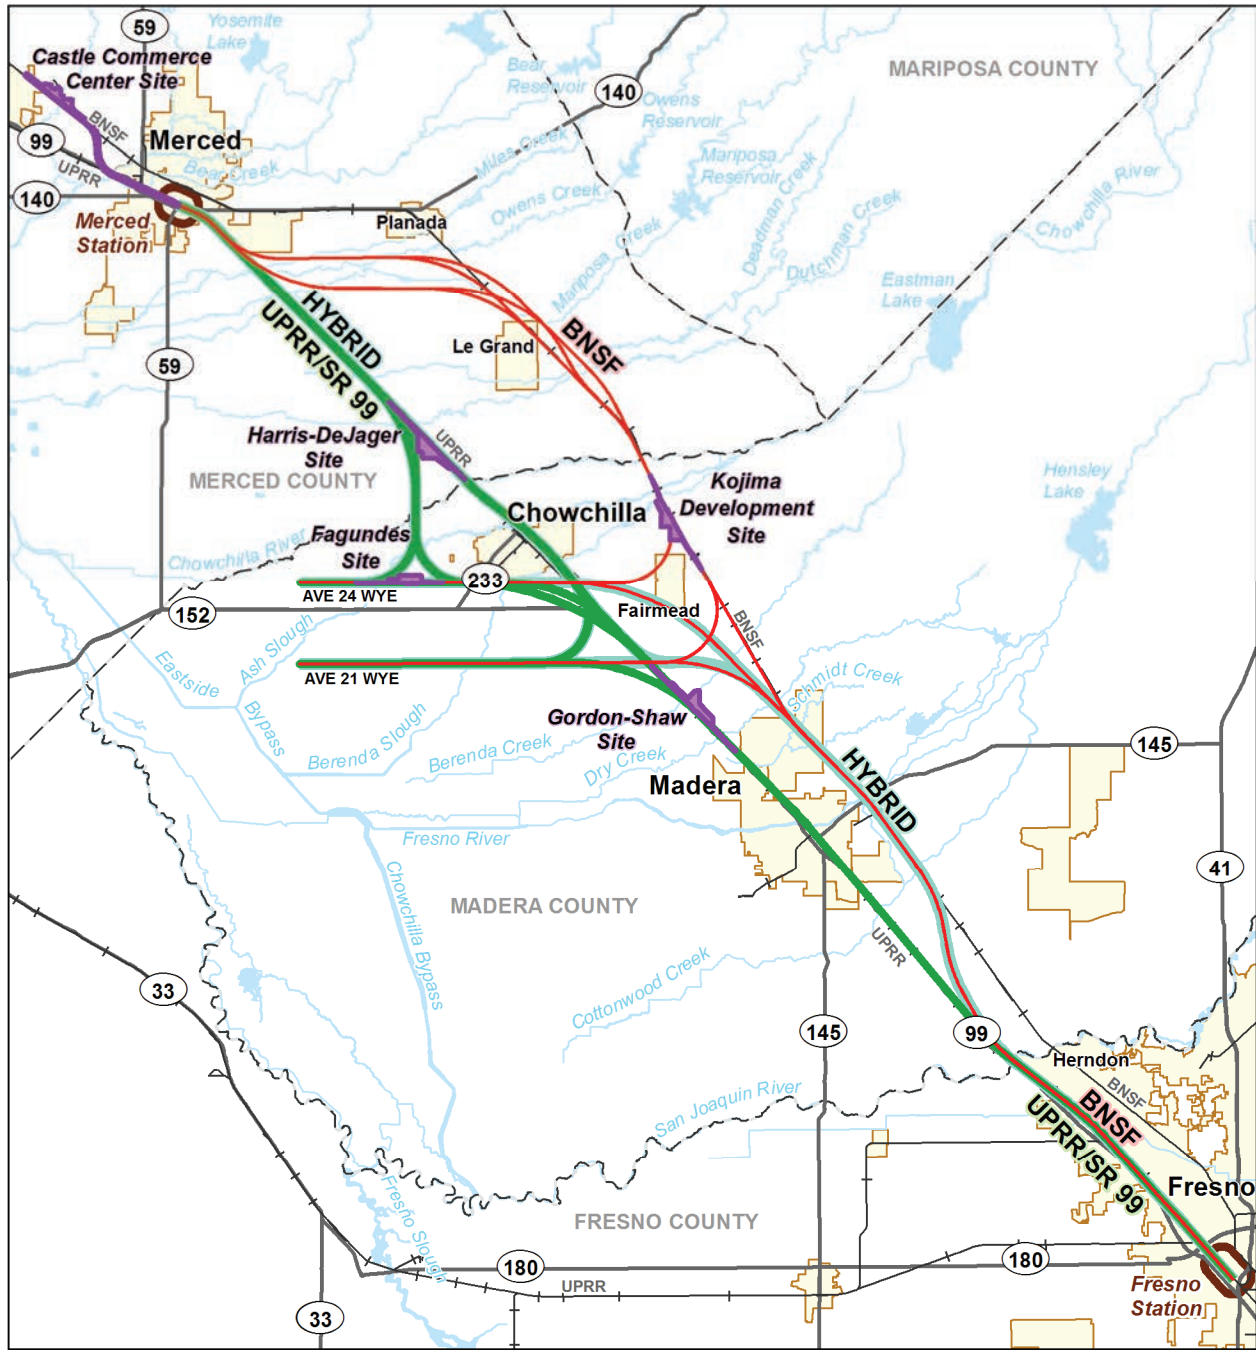 59
Yosemite
Lake
Castle Commerce
Center Site
Bear
Reservoir
MARIPOSA COUNTY
140
Owens
Reservoir
BNSF
99
Merced
UPRR
Bear Creek
Miles Creek
Mariposa
Reservoir
Deadman Creek
Chowchilla River
140
Owens Creek
Merced
Station
Planada
Dutchman Creek
Mariposa Creek
Eastman
Lake
HYBRID
UPRR/SR 99
BNSF
Le Grand
59
Harris-DeJager
Site
UPRR
MERCED COUNTY
Hensley
Lake
Kojima
Development
Site
Chowchilla
Fagundes
Site
Chowchilla River
233
AVE 24 WYE
152
Fairmead
BNSF
Ash Slough
Eastside
Bypass
AVE 21 WYE
Schmidt Creek
Gordon-Shaw
Site
Berenda Slough
Berenda Creek
Dry Creek
145
HYBRID
Madera
Fresno River
41
Chowchilla Bypass
MADERA COUNTY
UPRR
Cottonwood Creek
33
145
99
Herndon
BNSF
San Joaquin River
BNSF
UPRR/SR 99
Fresno
Fresno Slough
FRESNO COUNTY
180
180
UPRR
Fresno
Station
33